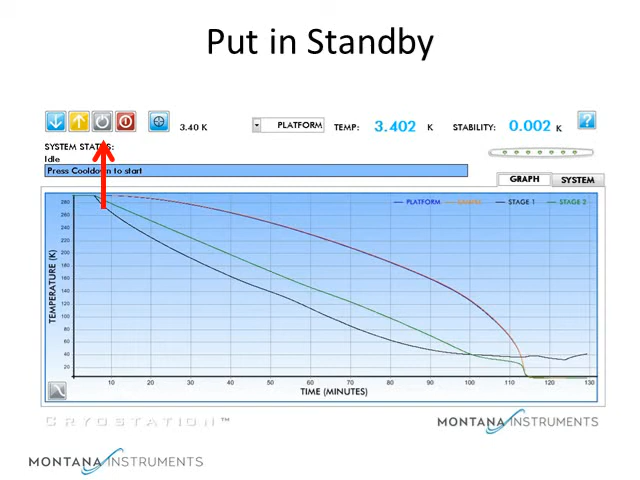 Put in Standby
3.40 K
PLATFORM
TEMP: 3.402 K
STABILITY: 0.002 K
?
SYSTEM STATUS:
Idle
Press Cooldown to start
GRAPH
SYSTEM
PLATFORM
SAMPLE
STAGE 1
STAGE 2
TEMPERATURE (K)
280
260
240
220
200
180
160
140
120
100
80
60
40
20
10 20 30 40 50 60 70 80 90 100 110 120 130
TIME (MINUTES)
CRYOSTATION™
MONTANA INSTRUMENTS
MONTANA INSTRUMENTS